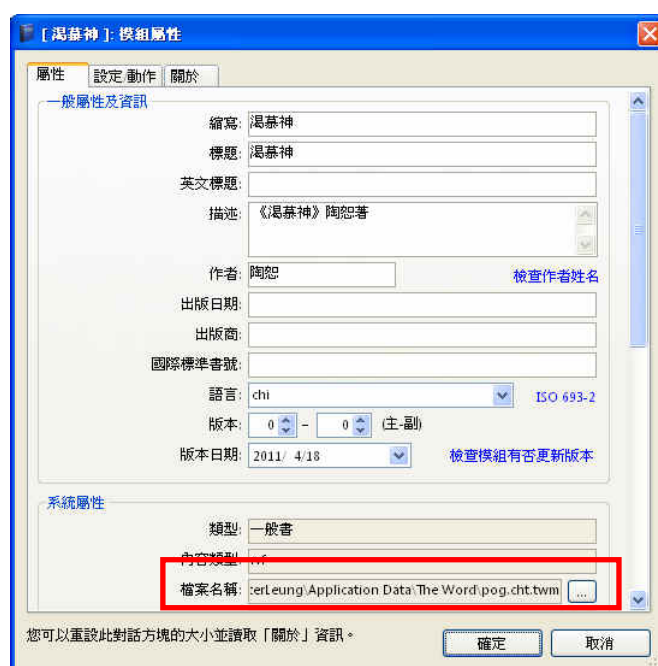 [ 渴慕神 ]: 模組屬性
屬性 設定/動作 關於
一般屬性及資訊
縮寫: 渴慕神
標題: 渴慕神
英文標題:
描述: 《渴慕神》陶恕著
作者: 陶恕 檢查作者姓名
出版日期:
出版商:
國際標準書號:
語言: chi ISO 693-2
版本: 0 - 0 (主-副)
版本日期: 2011/ 4/18 檢查模組有否更新版本
系統屬性
類型: 一般書
內容類型:
檔案名稱: terLeung\Application Data\The Word\pog.cht.twm ...
您可以重設此對話方塊的大小並讀取「關於」資訊。 確定 取消